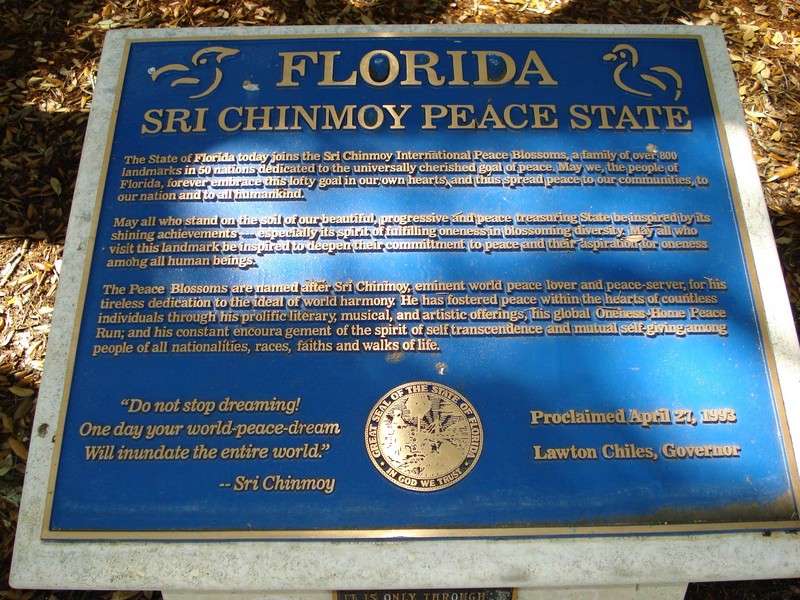 FLORIDA
SRI CHINMOY PEACE STATE
The State of Florida today joins the Sri Chinmoy International Peace Blossoms, a family of over 800
landmarks in 50 nations dedicated to the universally cherished goal of peace. May we, the people of
Florida, forever embrace this lofty goal in our own hearts, and thus spread peace to our communities, to
our nation and to all humankind.
May all who stand on the soil of our beautiful, progressive and peace treasuring State be inspired by its
shining achievements — especially its spirit of fulfilling oneness in blossoming diversity. May all who
visit this landmark be inspired to deepen their commitment to peace and their aspiration for oneness
among all human beings.
The Peace Blossoms are named after Sri Chinmoy, eminent world peace lover and peace-server, for his
tireless dedication to the ideal of world harmony. He has fostered peace within the hearts of countless
individuals through his prolific literary, musical, and artistic offerings, his global Oneness-Home Peace
Run; and his constant encoura gement of the spirit of self transcendence and mutual self-giving among
people of all nationalities, races, faiths and walks of life.
"Do not stop dreaming!
One day your world-peace-dream
Will inundate the entire world."
-- Sri Chinmoy
GREAT SEAL OF THE STATE OF FLORIDA
IN GOD WE TRUST
Proclaimed April 27, 1993
Lawton Chiles, Governor
IT IS ONLY THROUGH